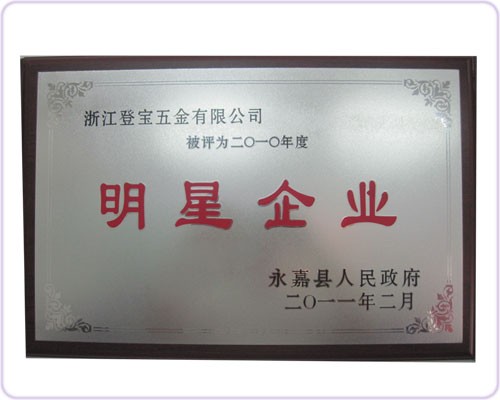 浙江登宝五金有限公司
被评为二〇一〇年度
明星企业
永嘉县人民政府
二〇一一年二月